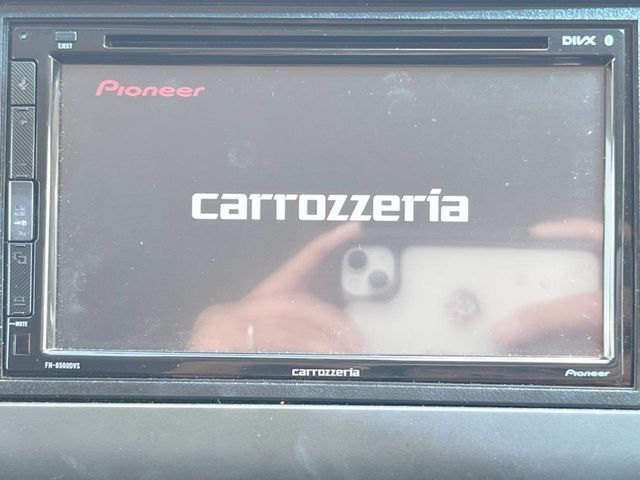 EJECT
DIVX
Pioneer
carrozzeria
MUTE
FH-8500DVS
carrozzeria
Pioneer